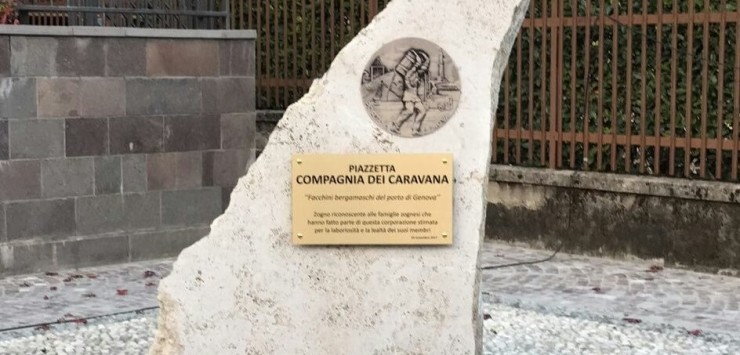 PIAZZETTA
COMPAGNIA DEI CARAVANA
"Facchini bergamaschi del porto di Genova"
Zogno riconoscente alle famiglie zognesi che
hanno fatto parte di questa corporazione stimata
per la laboriosità e la lealtà dei suoi membri